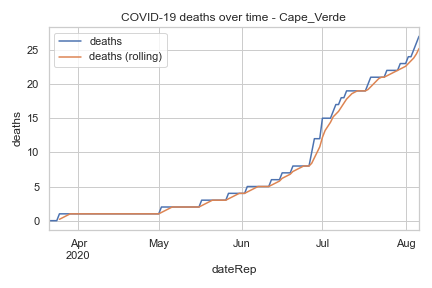 COVID-19 deaths over time - Cape_Verde
deaths
deaths (rolling)
25
20
15
10
5
0
deaths
Apr
2020
May
Jun
Jul
Aug
dateRep